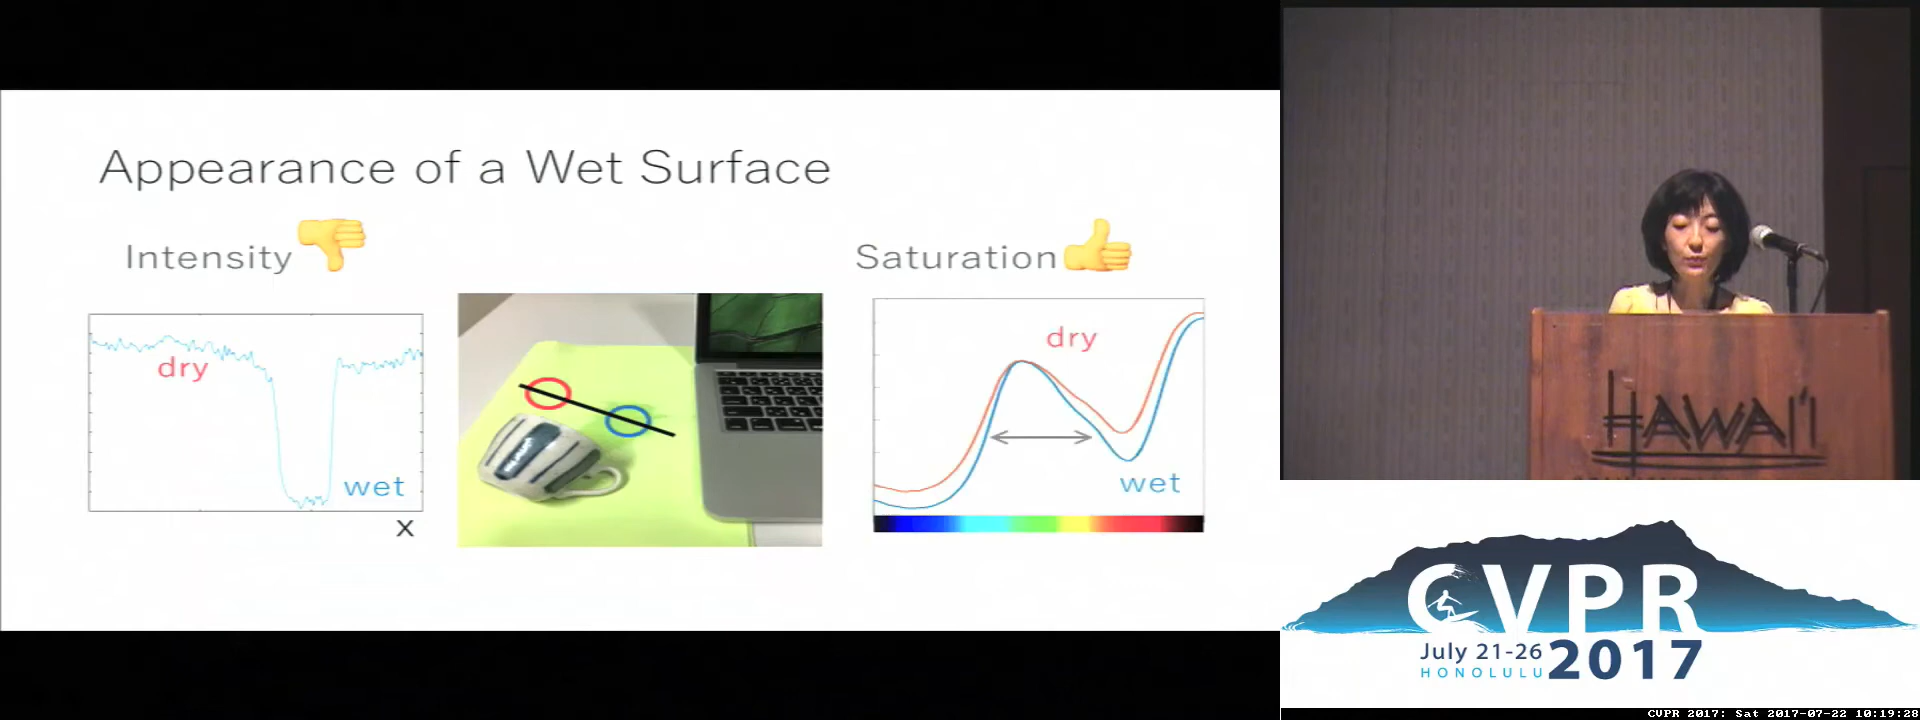 Appearance of a Wet Surface
Intensity
Saturation
dry
wet
x
dry
wet
HAWAI'I
CVPR
July 21-26
HONOLULU
2017
CVPR 2017: Sat 2017-07-22 10:19:28